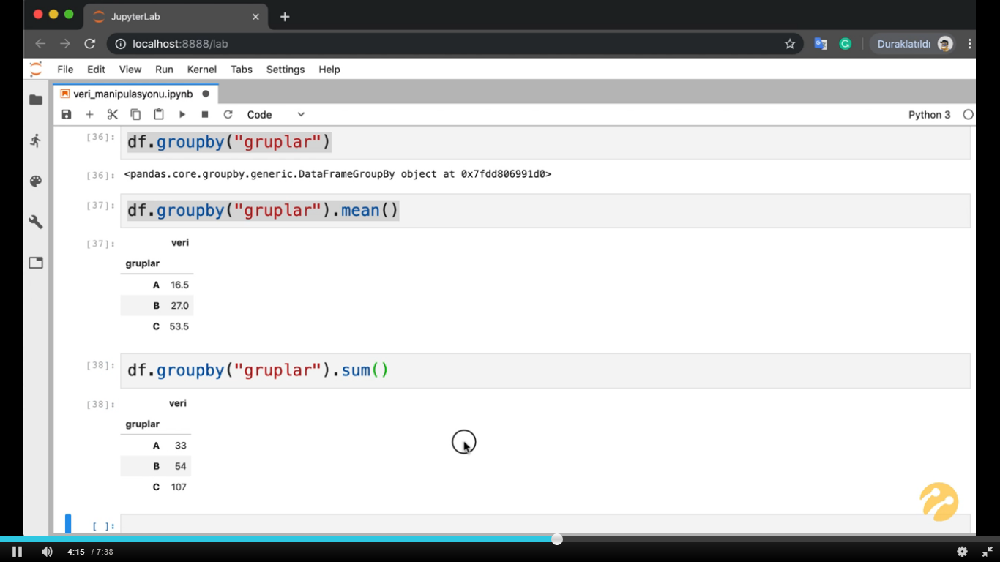 JupyterLab
localhost:8888/lab
Duraklatıldı
File Edit View Run Kernel Tabs Settings Help
veri_manipulasyonu.ipynb
Code
Python 3
[36]: df.groupby("gruplar")
[36]: <pandas.core.groupby.generic.DataFrameGroupBy object at 0x7fdd806991d0>
[37]: df.groupby("gruplar").mean()
[37]: veri
gruplar
A 16.5
B 27.0
C 53.5
[38]: df.groupby("gruplar").sum()
[38]: veri
gruplar
A 33
B 54
C 107
[ ]:
4:15 / 7:38